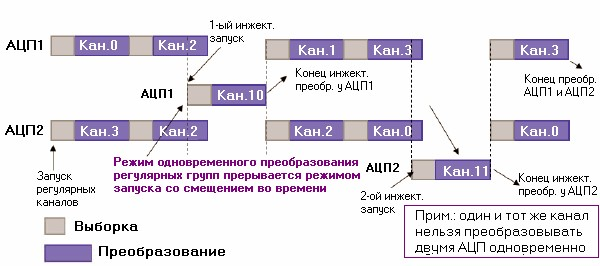 1-ый инжект.
запуск
АЦП1
Кан.0
Кан.2
Кан.1
Кан.3
Кан.3
АЦП1
Кан.10
Конец инжект.
преобр. у АЦП1
Конец преобр.
АЦП1 и АЦП2
АЦП2
Кан.3
Кан.2
Кан.2
Кан.0
Кан.0
Запуск
регулярных
каналов
Режим одновременного преобразования
регулярных групп прерывается режимом
запуска со смещением во времени
АЦП2
Кан.11
Конец инжект.
преобр. у АЦП2
2-ой инжект.
запуск
Выборка
Преобразование
Прим.: один и тот же канал
нельзя преобразовывать
двумя АЦП одновременно